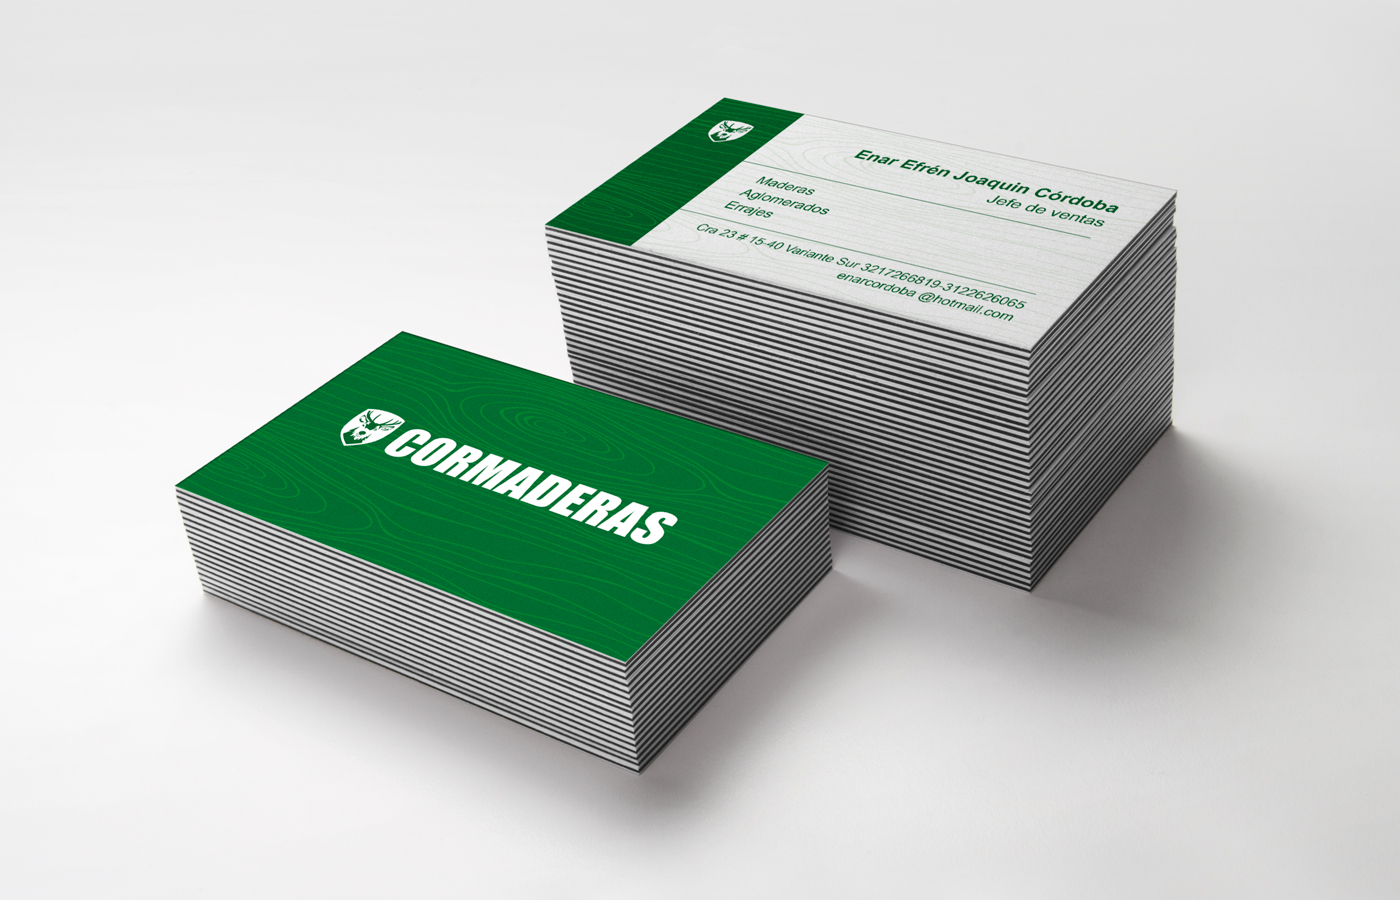 Enar Efrén Joaquin Córdoba
Jefe de ventas
Maderas
Aglomerados
Errajes
Cra 23 # 15-40 Variante Sur 3217266819-3122626065
enarcordoba @hotmail.com
CORMADERAS